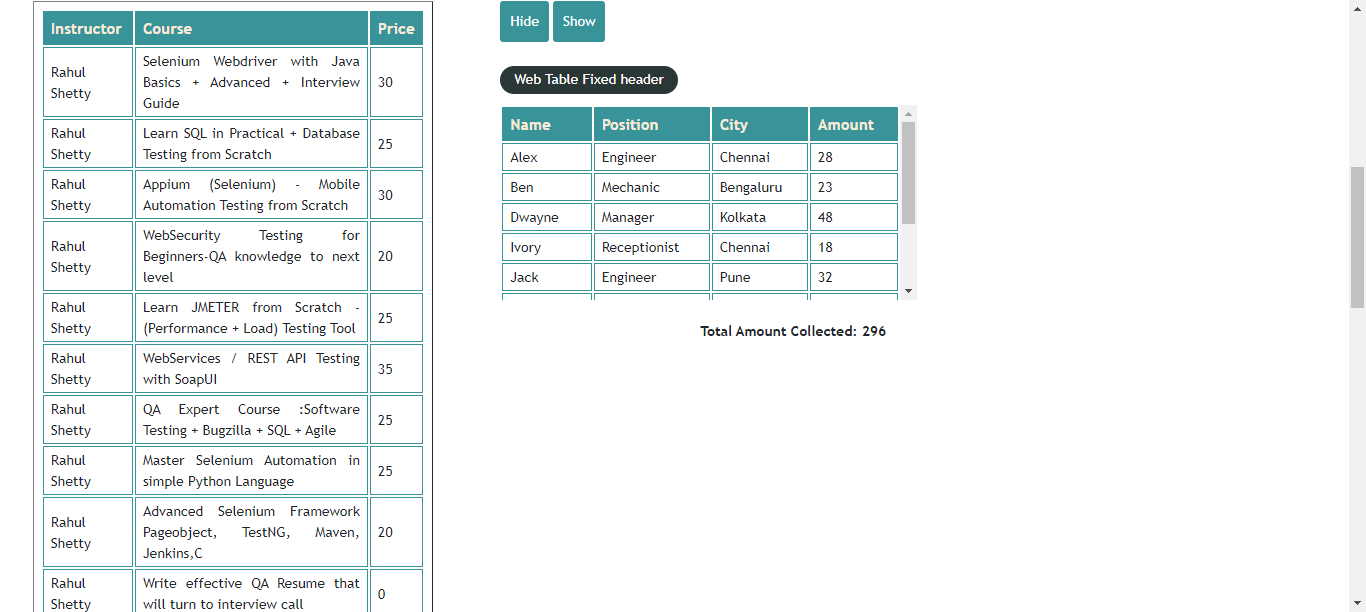 Instructor Course Price
Rahul Shetty Selenium Webdriver with Java Basics + Advanced + Interview Guide 30
Rahul Shetty Learn SQL in Practical + Database Testing from Scratch 25
Rahul Shetty Appium (Selenium) - Mobile Automation Testing from Scratch 30
Rahul Shetty WebSecurity Testing for Beginners-QA knowledge to next level 20
Rahul Shetty Learn JMETER from Scratch - (Performance + Load) Testing Tool 25
Rahul Shetty WebServices / REST API Testing with SoapUI 35
Rahul Shetty QA Expert Course :Software Testing + Bugzilla + SQL + Agile 25
Rahul Shetty Master Selenium Automation in simple Python Language 25
Rahul Shetty Advanced Selenium Framework Pageobject, TestNG, Maven, Jenkins,C 20
Rahul Shetty Write effective QA Resume that will turn to interview call 0
Hide Show
Web Table Fixed header
Name Position City Amount
Alex Engineer Chennai 28
Ben Mechanic Bengaluru 23
Dwayne Manager Kolkata 48
Ivory Receptionist Chennai 18
Jack Engineer Pune 32
Total Amount Collected: 296